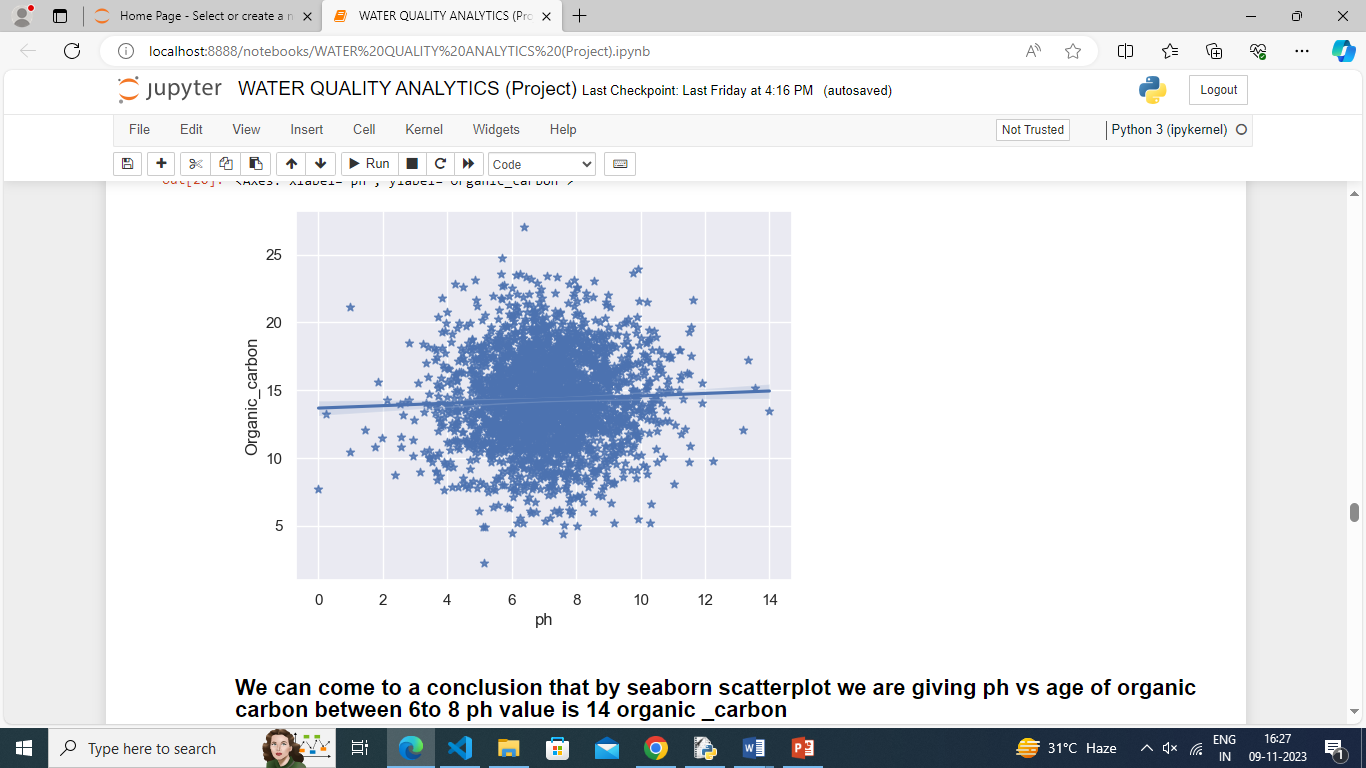 Home Page - Select or create a n
WATER QUALITY ANALYTICS (Pro
localhost:8888/notebooks/WATER%20QUALITY%20ANALYTICS%20(Project).ipynb
jupyter WATER QUALITY ANALYTICS (Project) Last Checkpoint: Last Friday at 4:16 PM (autosaved)
Logout
File Edit View Insert Cell Kernel Widgets Help
Not Trusted
Python 3 (ipykernel)
Run
Code
Out[20]: <Axes: xlabel='ph', ylabel='Organic_carbon'>
25
20
15
10
5
Organic_carbon
0 2 4 6 8 10 12 14
ph
We can come to a conclusion that by seaborn scatterplot we are giving ph vs age of organic
carbon between 6to 8 ph value is 14 organic _carbon
Type here to search
31°C Haze
ENG
IN
16:27
09-11-2023
1